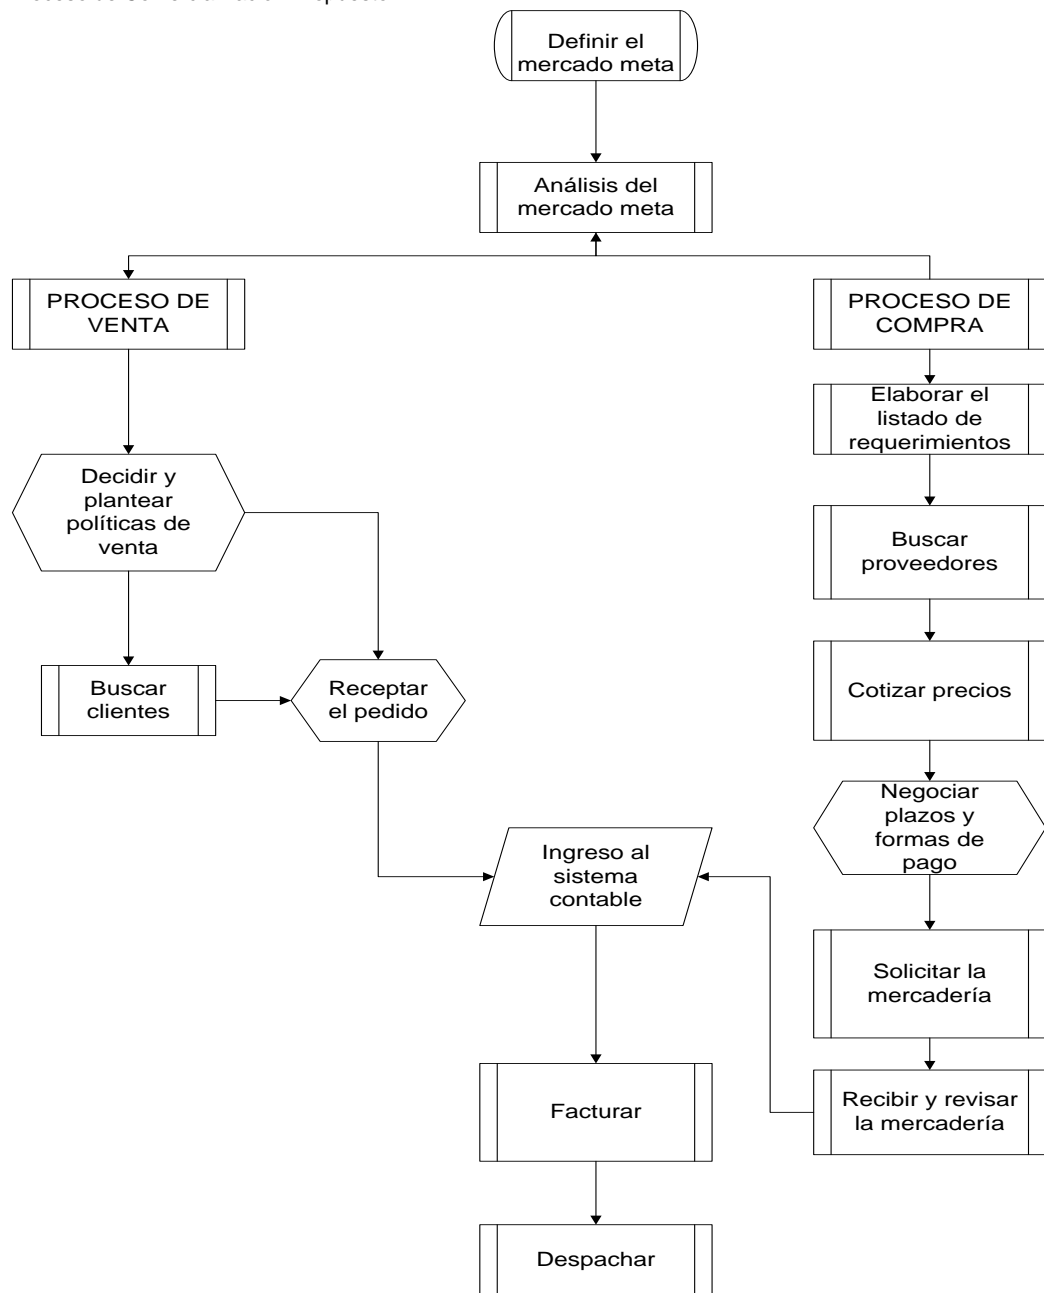 Definir el
mercado meta
Análisis del
mercado meta
PROCESO DE
VENTA
PROCESO DE
COMPRA
Elaborar el
listado de
requerimientos
Decidir y
plantear
políticas de
venta
Buscar
proveedores
Buscar
clientes
Receptar
el pedido
Cotizar precios
Negociar
plazos y
formas de
pago
Ingreso al
sistema
contable
Solicitar la
mercadería
Recibir y revisar
la mercadería
Facturar
Despachar